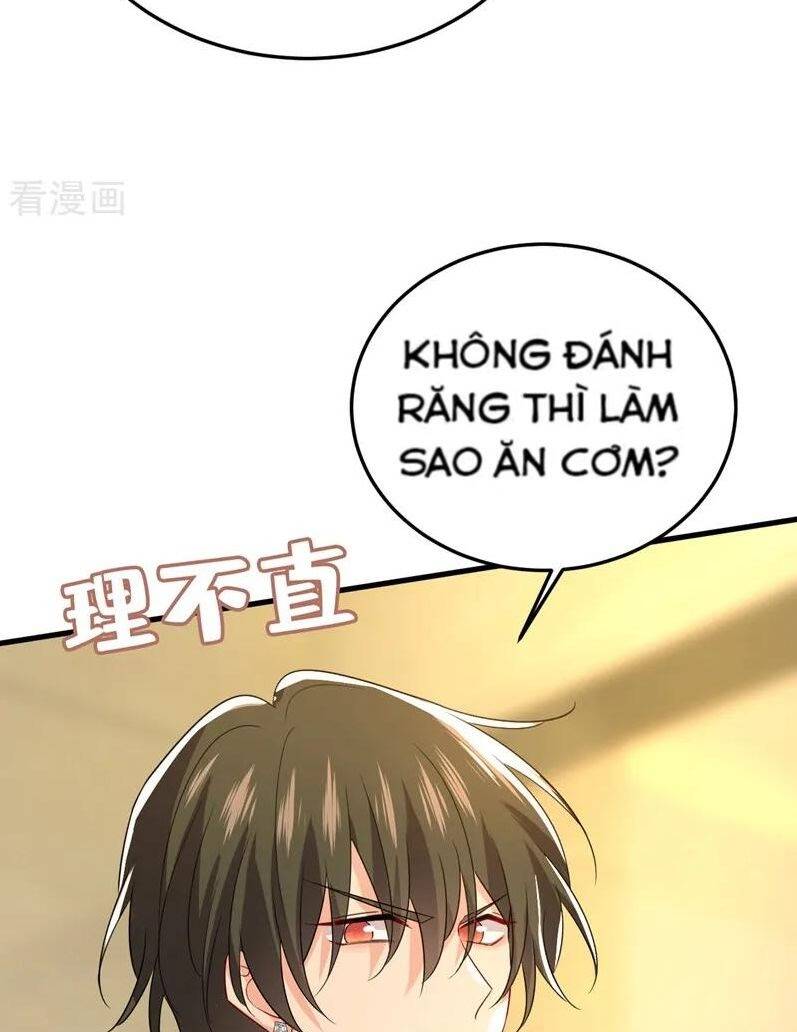 看漫画
KHÔNG ĐÁNH
RĂNG THÌ LÀM
SAO ĂN CƠM?
理不直